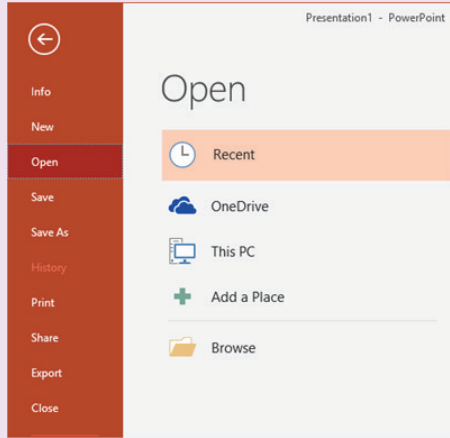 Presentation1 - PowerPoint
Info
New
Open
Save
Save As
History
Print
Share
Export
Close
Open
Recent
OneDrive
This PC
Add a Place
Browse